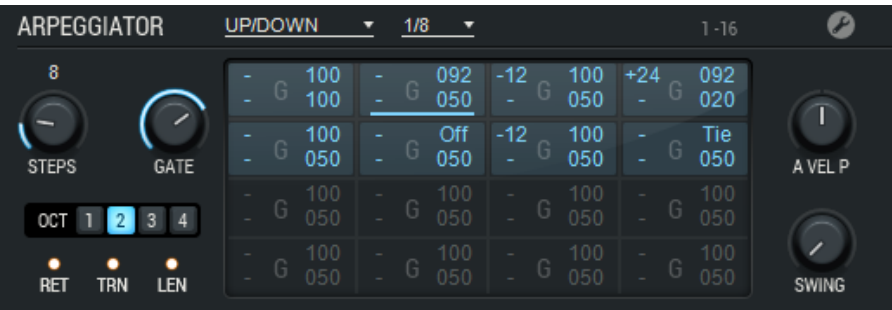 ARPEGGIATOR UP/DOWN 1/8 1 -16
8
STEPS GATE
- G 100 - G 092 -12 G 100 +24 G 092
- 100 - 050 - 050 - 020
- G 100 - G Off -12 G 100 - G Tie
- 050 - 050 - 050 - 050
- G 100 - G 100 - G 100 - G 100
- 050 - 050 - 050 - 050
- G 100 - G 100 - G 100 - G 100
- 050 - 050 - 050 - 050
A VEL P
OCT 1 2 3 4
RET TRN LEN
SWING